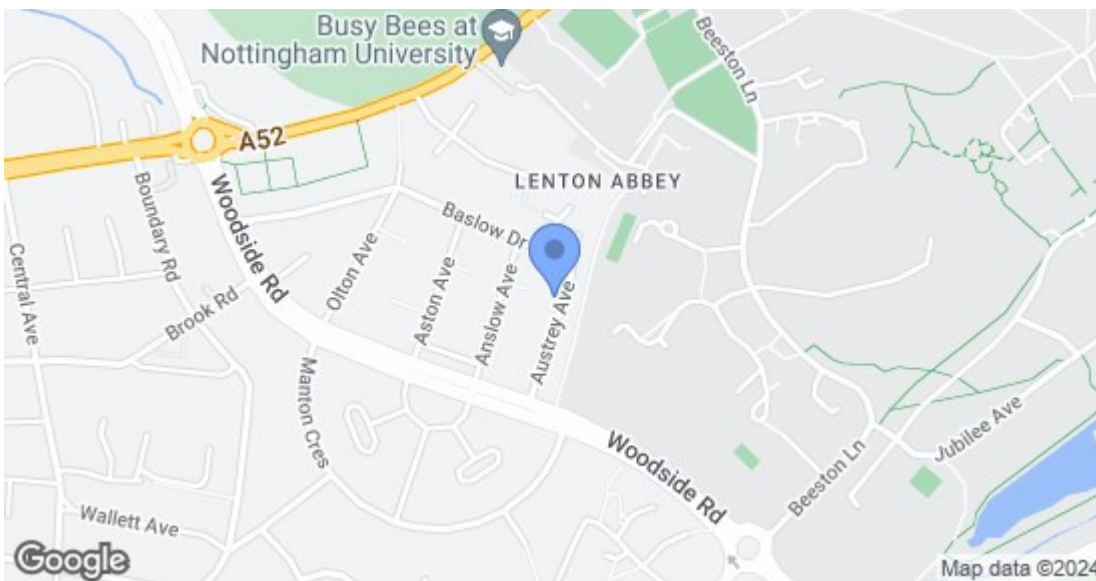 Busy Bees at
Nottingham University
Beeston Ln
A52
LENTON ABBEY
Boundary Rd
Woodside Rd
Baslow Dr
Central Ave
Brook Rd
Olton Ave
Aston Ave
Anslow Ave
Austrey Ave
Manton Cres
Woodside Rd
Jubilee Ave
Beeston Ln
Wallett Ave
Google
Map data ©2024